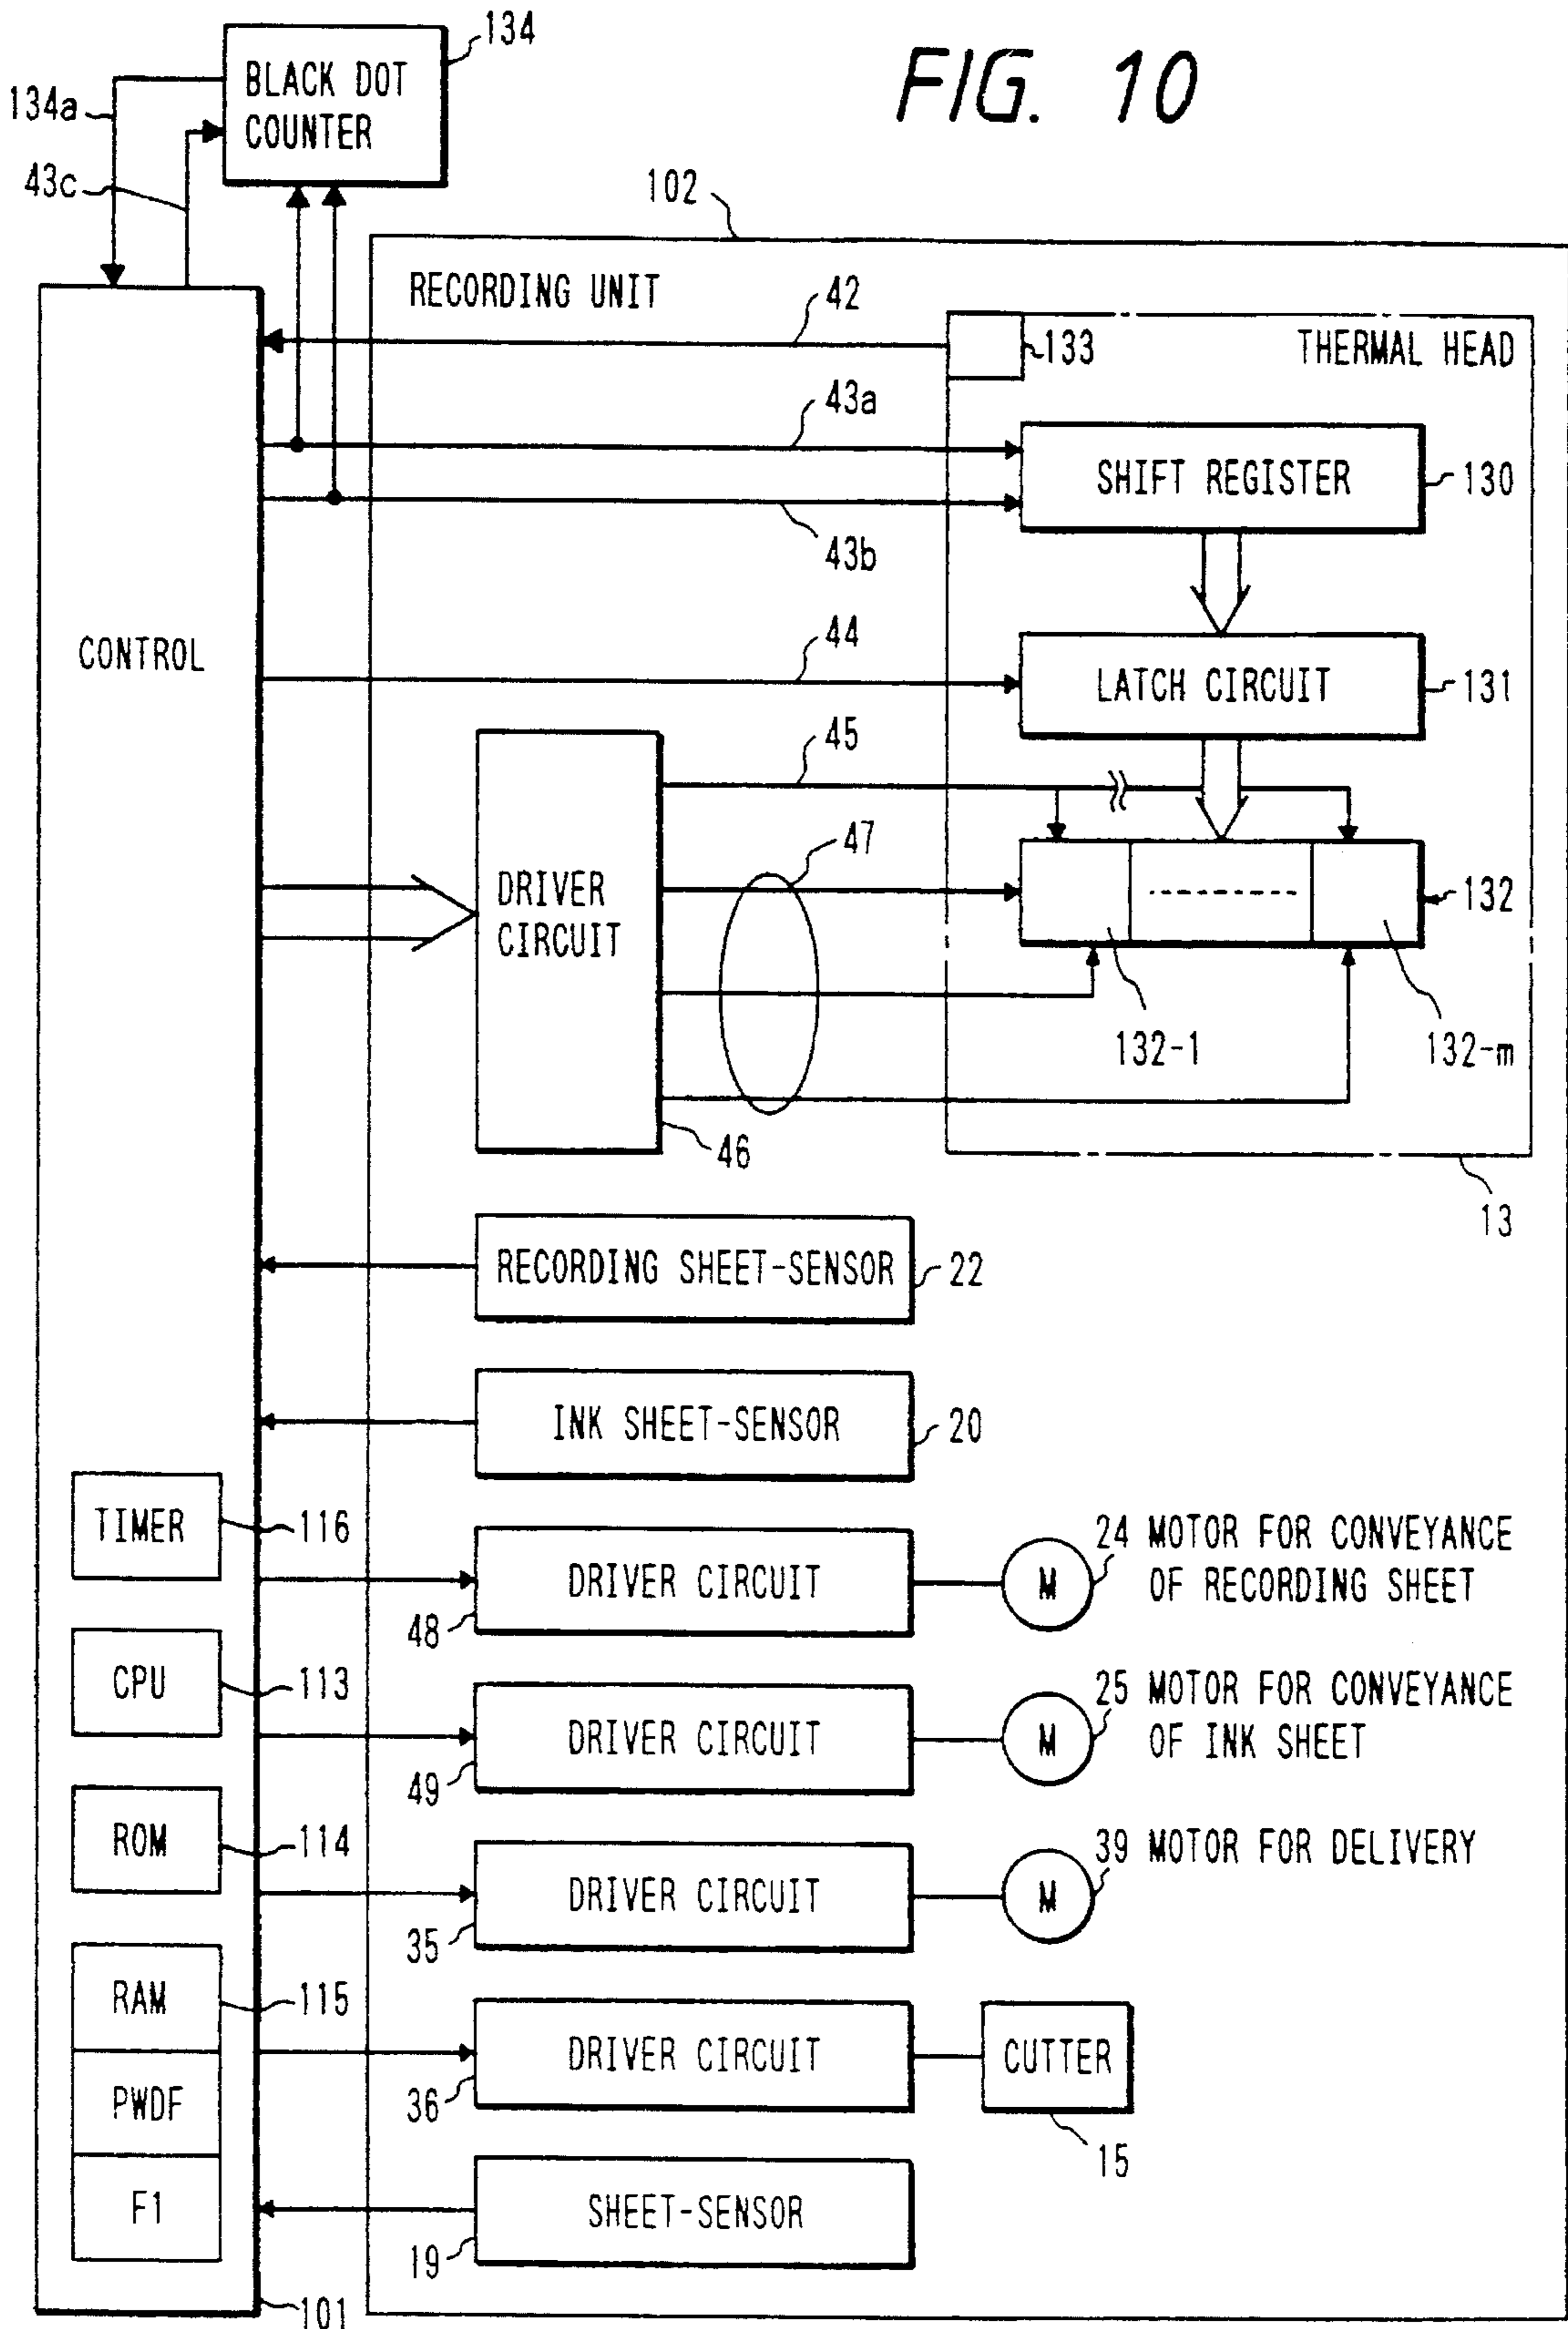 FIG. 10
134
BLACK DOT
COUNTER
134a
43c
102
RECORDING UNIT
42
133
THERMAL HEAD
43a
SHIFT REGISTER
130
43b
CONTROL
44
LATCH CIRCUIT
131
45
47
DRIVER
CIRCUIT
132
132-1
132-m
46
13
RECORDING SHEET-SENSOR
22
INK SHEET-SENSOR
20
TIMER
116
DRIVER CIRCUIT
48
M
24 MOTOR FOR CONVEYANCE
OF RECORDING SHEET
CPU
113
DRIVER CIRCUIT
49
M
25 MOTOR FOR CONVEYANCE
OF INK SHEET
ROM
114
DRIVER CIRCUIT
35
M
39 MOTOR FOR DELIVERY
RAM
115
PWDF
F1
DRIVER CIRCUIT
36
CUTTER
15
SHEET-SENSOR
19
101